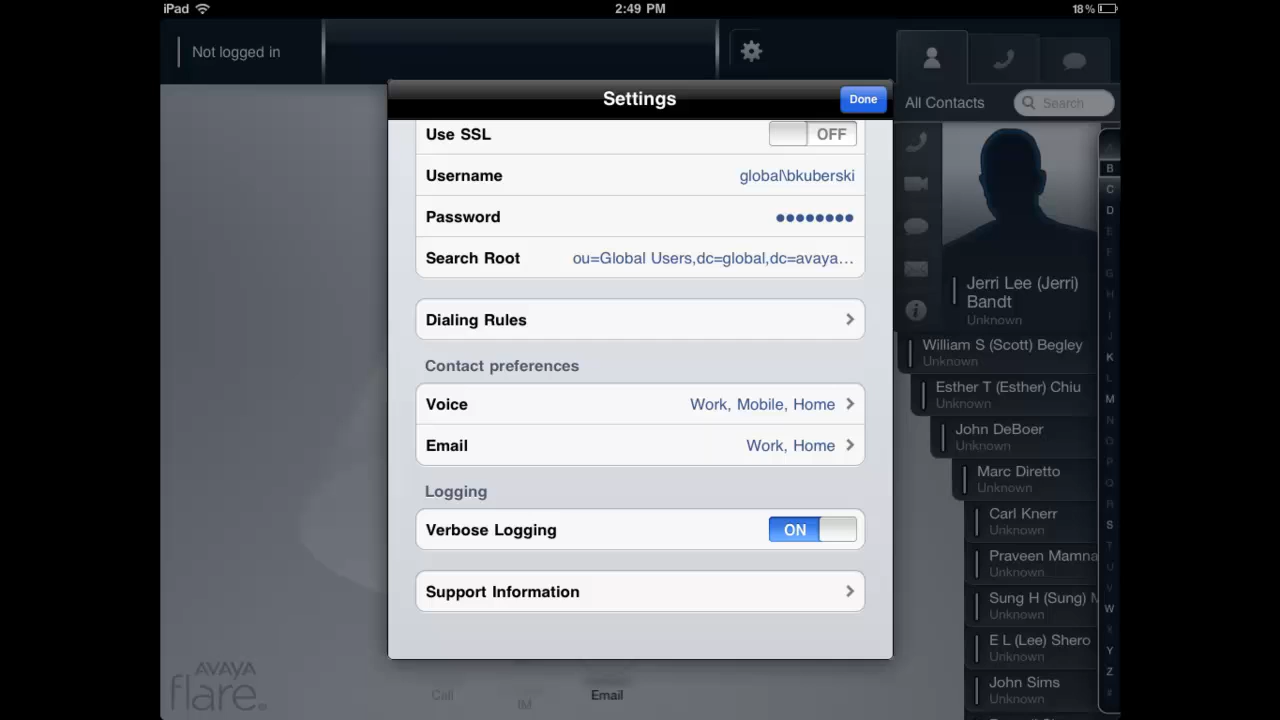 iPad 2:49 PM 18%
Not logged in
Settings
Done
All Contacts
Search
Use SSL OFF
Username global\bkuberski
Password ●●●●●●●●
Search Root ou=Global Users,dc=global,dc=avaya…
Dialing Rules
Contact preferences
Voice Work, Mobile, Home
Email Work, Home
Logging
Verbose Logging ON
Support Information
Jerri Lee (Jerri)
Bandt
Unknown
William S (Scott) Begley
Unknown
Esther T (Esther) Chiu
Unknown
John DeBoer
Unknown
Marc Diretto
Unknown
Carl Knerr
Unknown
Praveen Mamna
Unknown
Sung H (Sung) M
Unknown
E L (Lee) Shero
Unknown
John Sims
Unknown
A
B
C
D
E
F
G
H
I
J
K
L
M
N
O
P
Q
R
S
T
U
V
W
X
Y
Z
#
AVAYA
flare®
Call
IM
Email